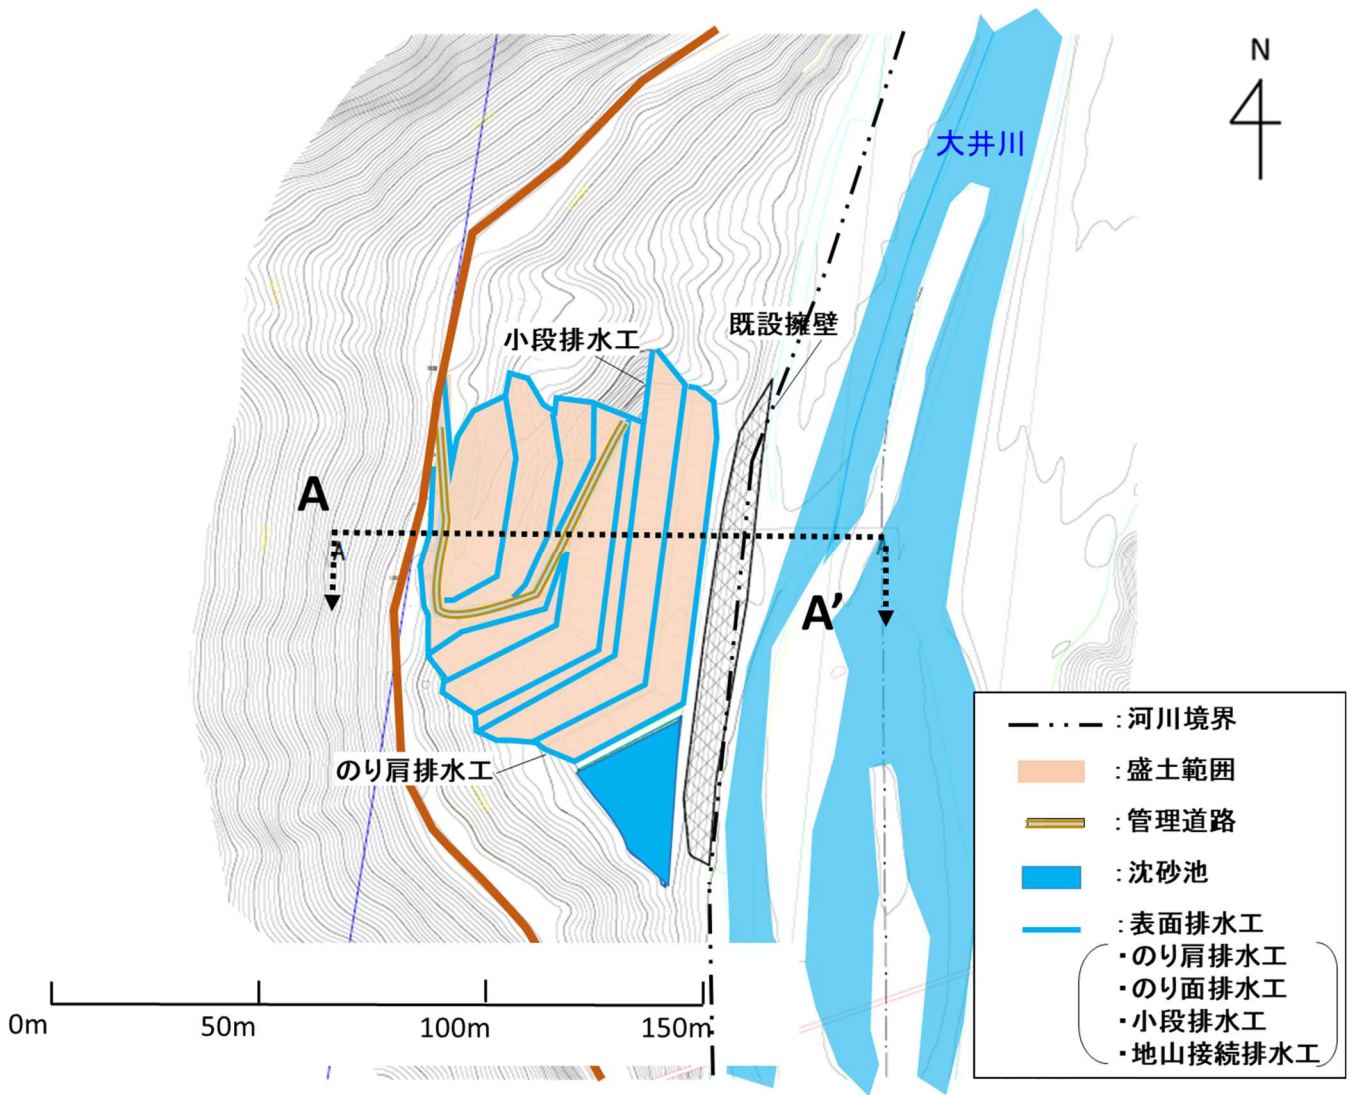 N
大井川
既設擁壁
小段排水工
A
A
A
A’
のり肩排水工
0m
50m
100m
150m
:河川境界
:盛土範囲
:管理道路
:沈砂池
:表面排水工
・のり肩排水工
・のり面排水工
・小段排水工
・地山接続排水工